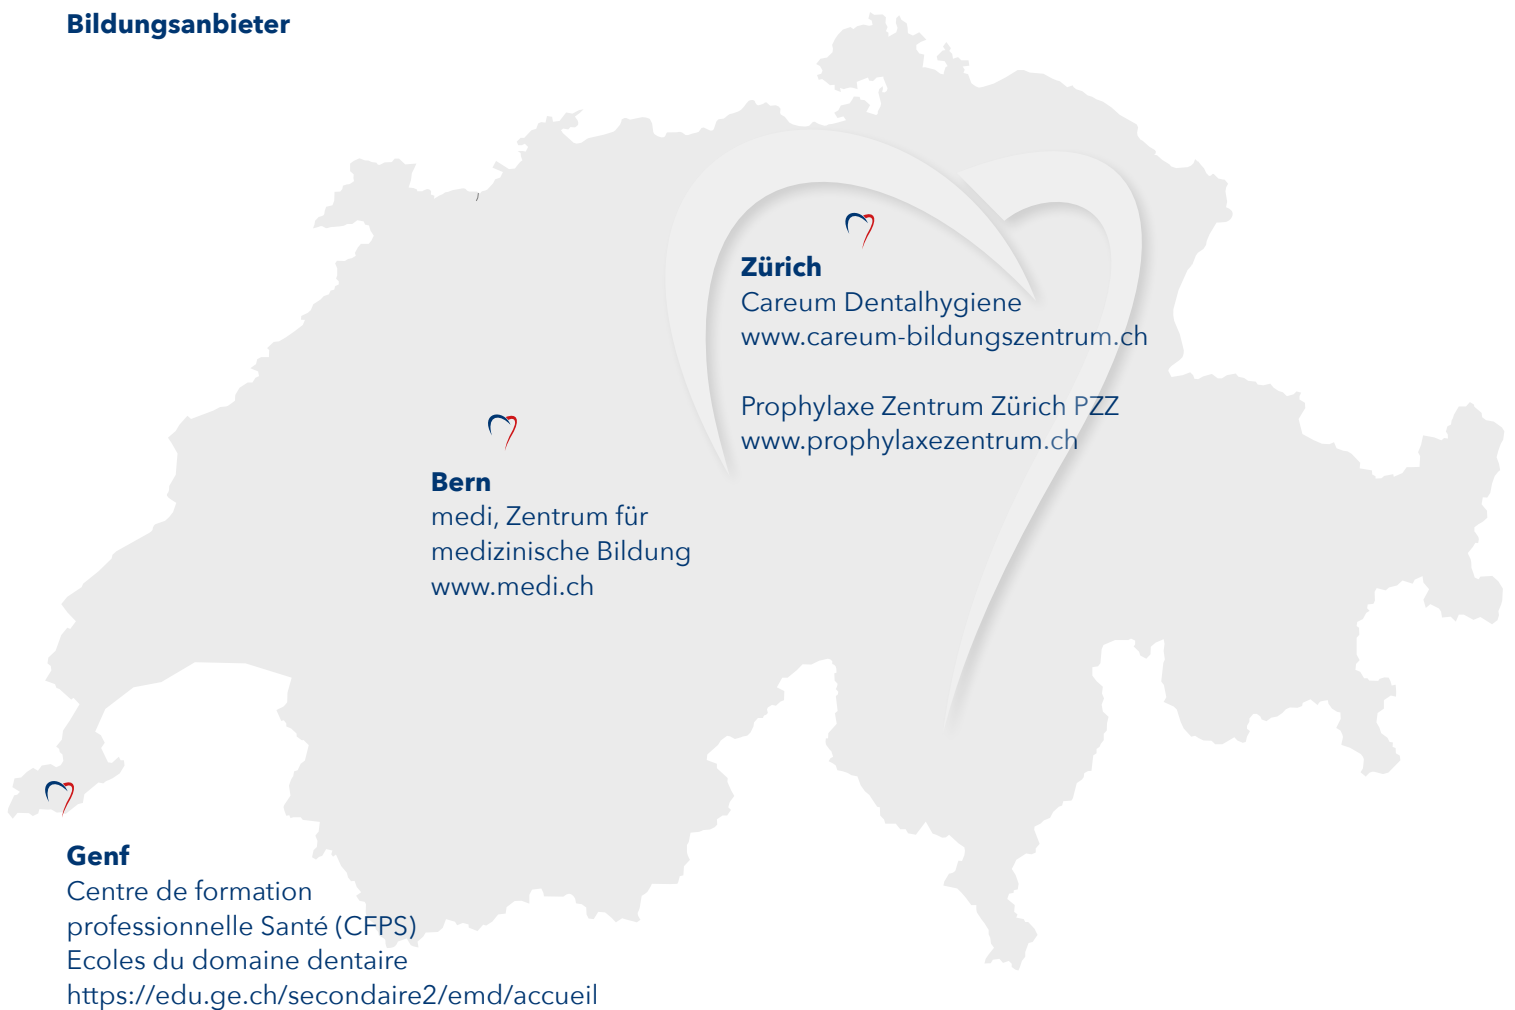 Bildungsanbieter
Zürich
Careum Dentalhygiene
www.careum-bildungszentrum.ch
Prophylaxe Zentrum Zürich PZZ
www.prophylaxezentrum.ch
Bern
medi, Zentrum für
medizinische Bildung
www.medi.ch
Genf
Centre de formation
professionnelle Santé (CFPS)
Ecoles du domaine dentaire
https://edu.ge.ch/secondaire2/emd/accueil